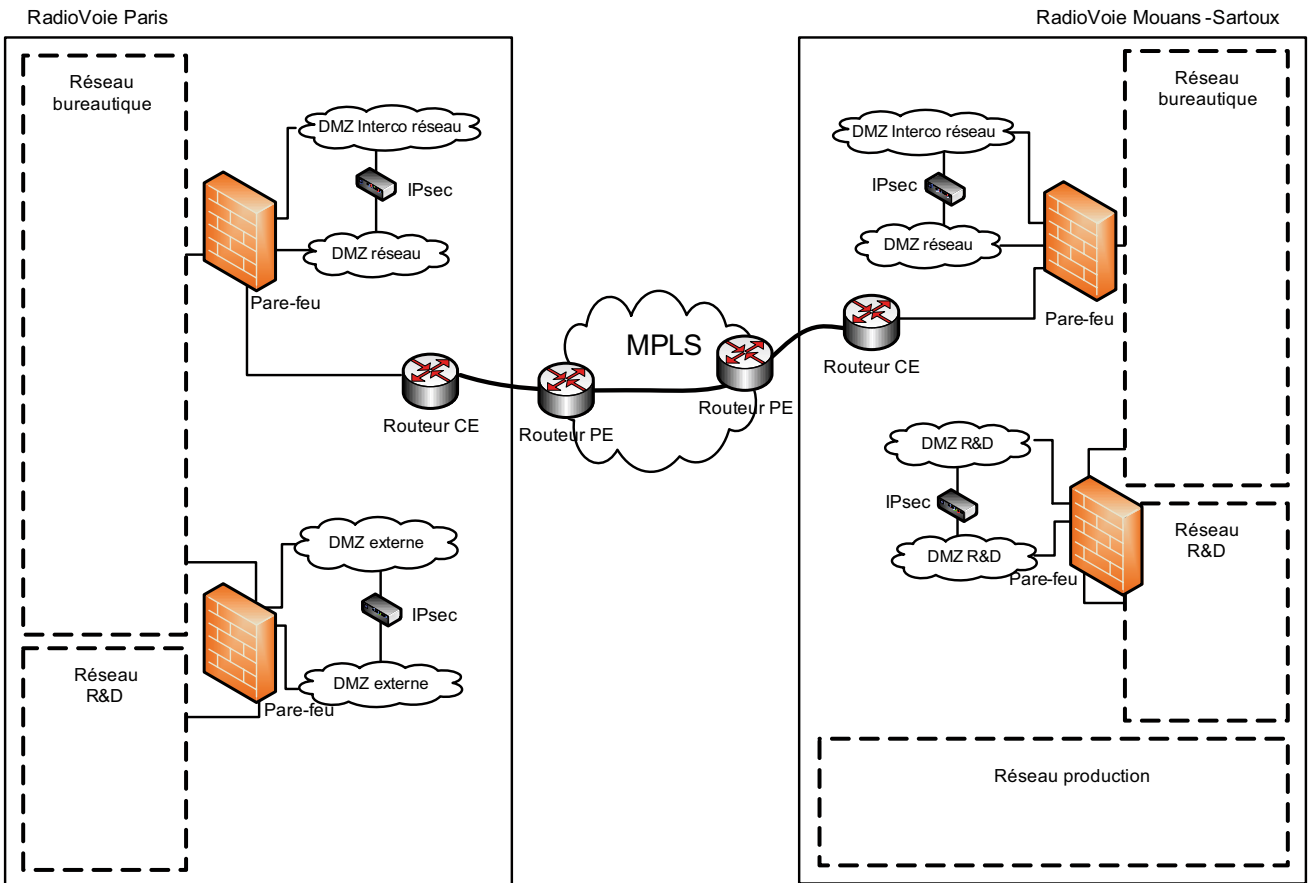 RadioVoie Paris
RadioVoie Mouans -Sartoux
Réseau
bureautique
DMZ Interco réseau
IPsec
DMZ réseau
Pare-feu
Routeur CE
Routeur PE
DMZ externe
IPsec
DMZ externe
Pare-feu
Réseau
R&D
MPLS
Routeur PE
Réseau
bureautique
DMZ Interco réseau
IPsec
DMZ réseau
Pare-feu
Routeur CE
DMZ R&D
IPsec
DMZ R&D
Pare-feu
Réseau
R&D
Réseau production